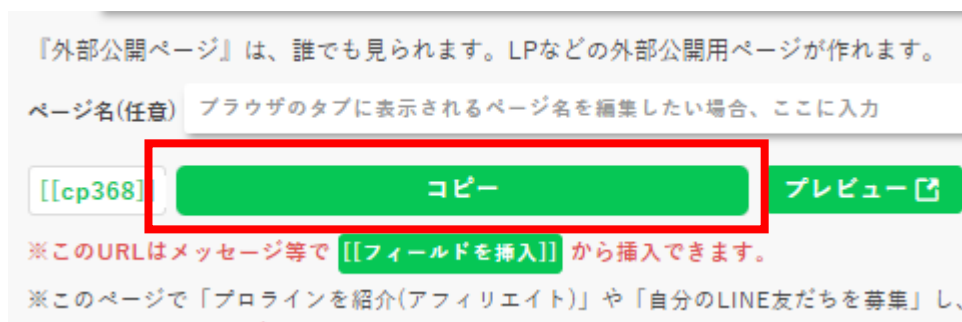 『外部公開ページ』は、誰でも見られます。LPなどの外部公開用ページが作れます。
ページ名(任意) ブラウザのタブに表示されるページ名を編集したい場合、ここに入力
[[cp368]] コピー プレビュー
※このURLはメッセージ等で [[フィールドを挿入]] から挿入できます。
※このページで「プロラインを紹介(アフィリエイト)」や「自分のLINE友だちを募集」し、